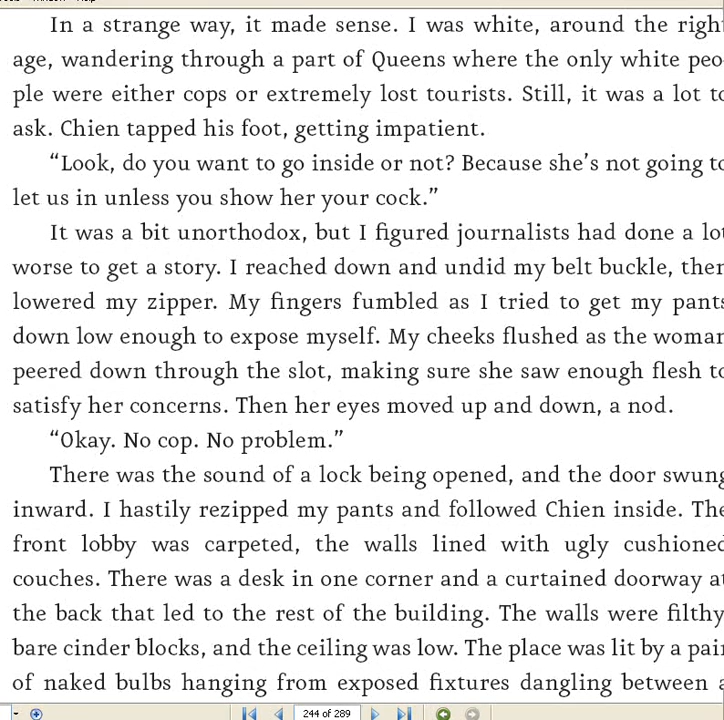 In a strange way, it made sense. I was white, around the righ
age, wandering through a part of Queens where the only white peo
ple were either cops or extremely lost tourists. Still, it was a lot to
ask. Chien tapped his foot, getting impatient.
“Look, do you want to go inside or not? Because she’s not going to
let us in unless you show her your cock.”
It was a bit unorthodox, but I figured journalists had done a lot
worse to get a story. I reached down and undid my belt buckle, then
lowered my zipper. My fingers fumbled as I tried to get my pants
down low enough to expose myself. My cheeks flushed as the woman
peered down through the slot, making sure she saw enough flesh to
satisfy her concerns. Then her eyes moved up and down, a nod.
“Okay. No cop. No problem.”
There was the sound of a lock being opened, and the door swung
inward. I hastily rezipped my pants and followed Chien inside. The
front lobby was carpeted, the walls lined with ugly cushioned
couches. There was a desk in one corner and a curtained doorway at
the back that led to the rest of the building. The walls were filthy
bare cinder blocks, and the ceiling was low. The place was lit by a pair
of naked bulbs hanging from exposed fixtures dangling between a
244 of 289